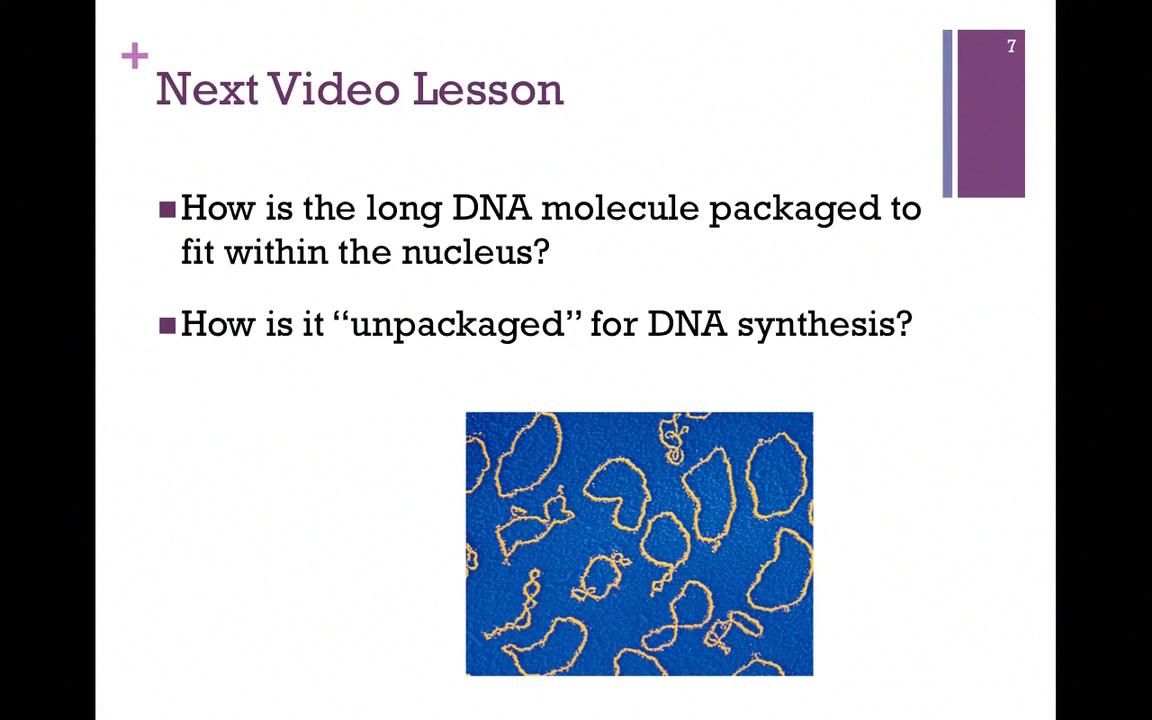 7
+
Next Video Lesson
■How is the long DNA molecule packaged to
fit within the nucleus?
■How is it “unpackaged” for DNA synthesis?